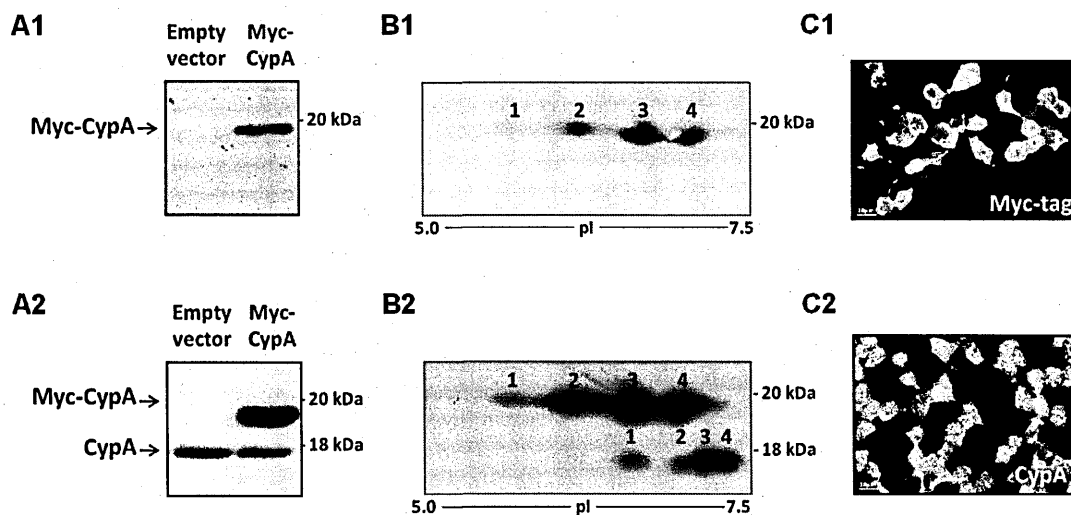 A1
Empty vector
Myc-CypA
Myc-CypA
20 kDa
B1
1 2 3 4
20 kDa
5.0 pI 7.5
C1
Myc-tag
A2
Empty vector
Myc-CypA
Myc-CypA
20 kDa
CypA
18 kDa
B2
1 2 3 4
20 kDa
1 2 3 4
18 kDa
5.0 pI 7.5
C2
CypA